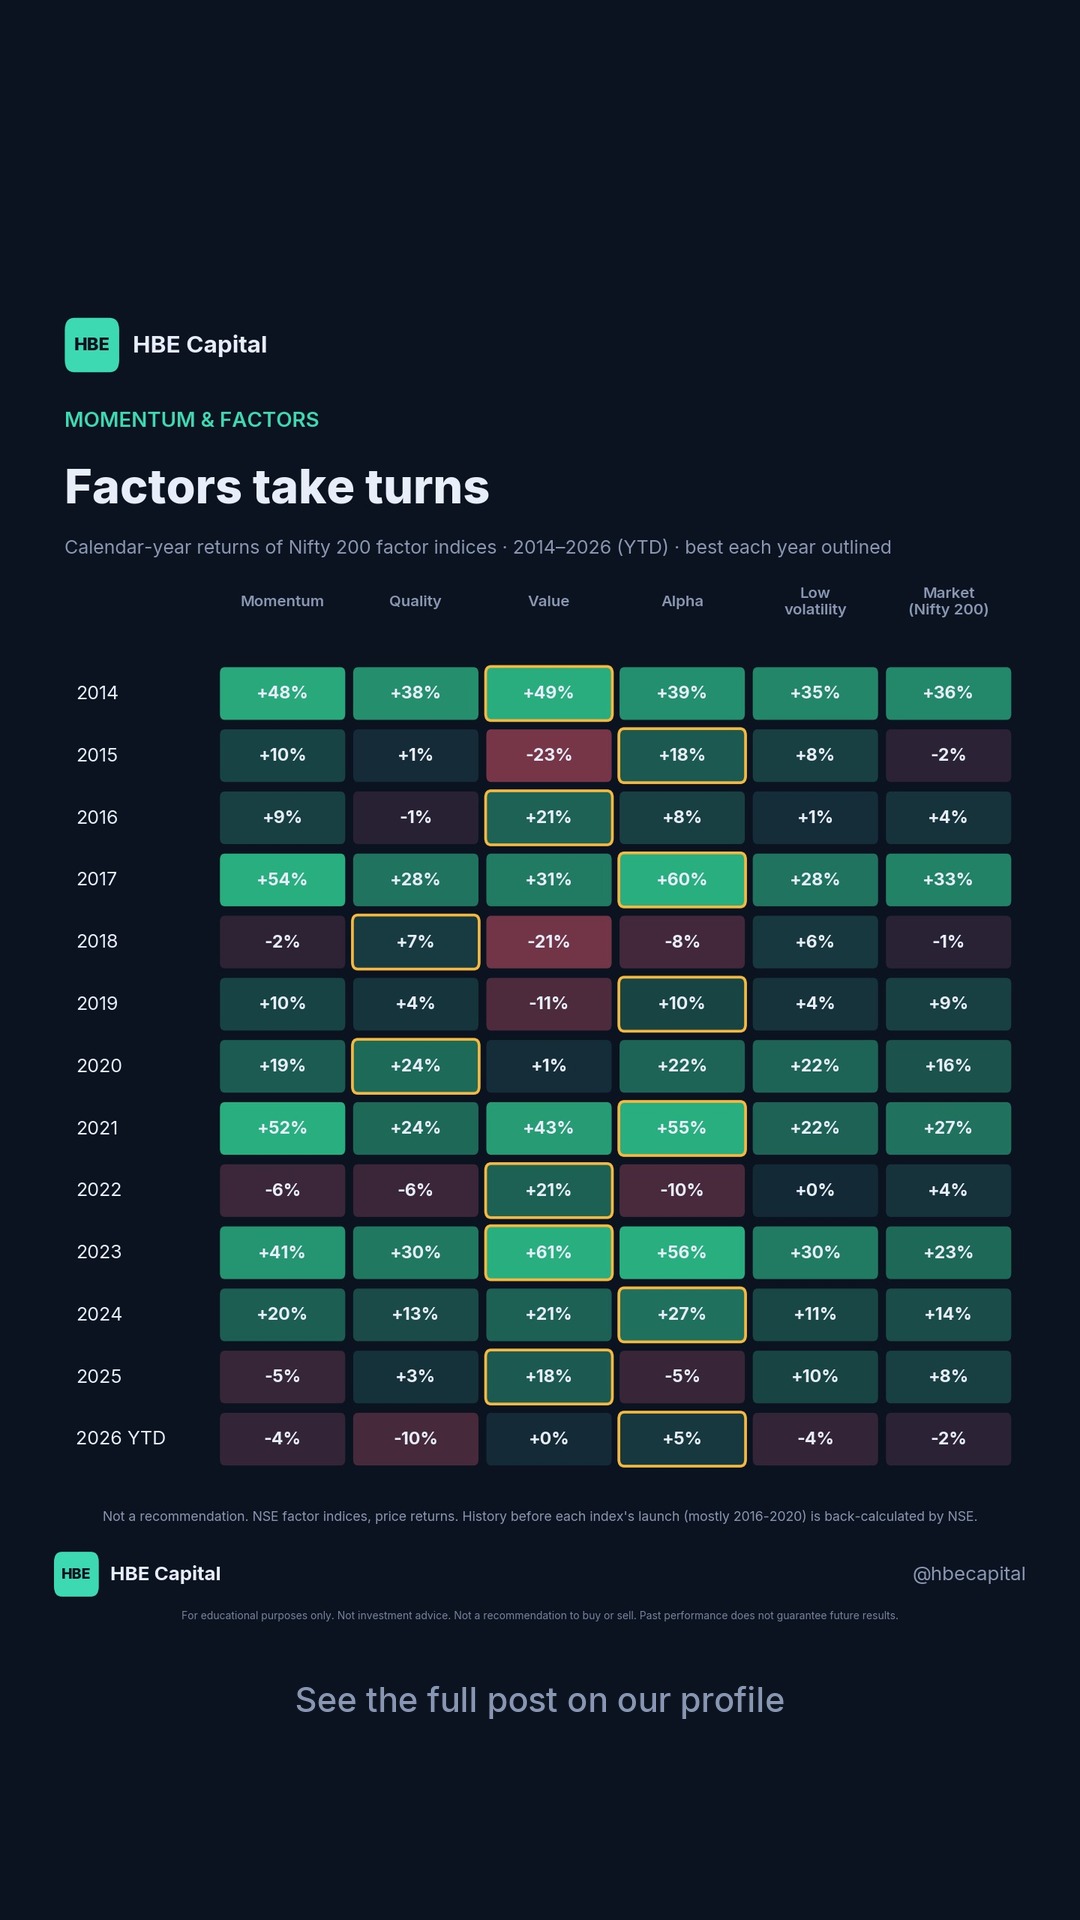 HBE HBE Capital
MOMENTUM & FACTORS
Factors take turns
Calendar-year returns of Nifty 200 factor indices · 2014–2026 (YTD) · best each year outlined
Momentum Quality Value Alpha Low volatility Market (Nifty 200)
2014 +48% +38% +49% +39% +35% +36%
2015 +10% +1% -23% +18% +8% -2%
2016 +9% -1% +21% +8% +1% +4%
2017 +54% +28% +31% +60% +28% +33%
2018 -2% +7% -21% -8% +6% -1%
2019 +10% +4% -11% +10% +4% +9%
2020 +19% +24% +1% +22% +22% +16%
2021 +52% +24% +43% +55% +22% +27%
2022 -6% -6% +21% -10% +0% +4%
2023 +41% +30% +61% +56% +30% +23%
2024 +20% +13% +21% +27% +11% +14%
2025 -5% +3% +18% -5% +10% +8%
2026 YTD -4% -10% +0% +5% -4% -2%
Not a recommendation. NSE factor indices, price returns. History before each index's launch (mostly 2016-2020) is back-calculated by NSE.
HBE HBE Capital @hbecapital
For educational purposes only. Not investment advice. Not a recommendation to buy or sell. Past performance does not guarantee future results.
See the full post on our profile